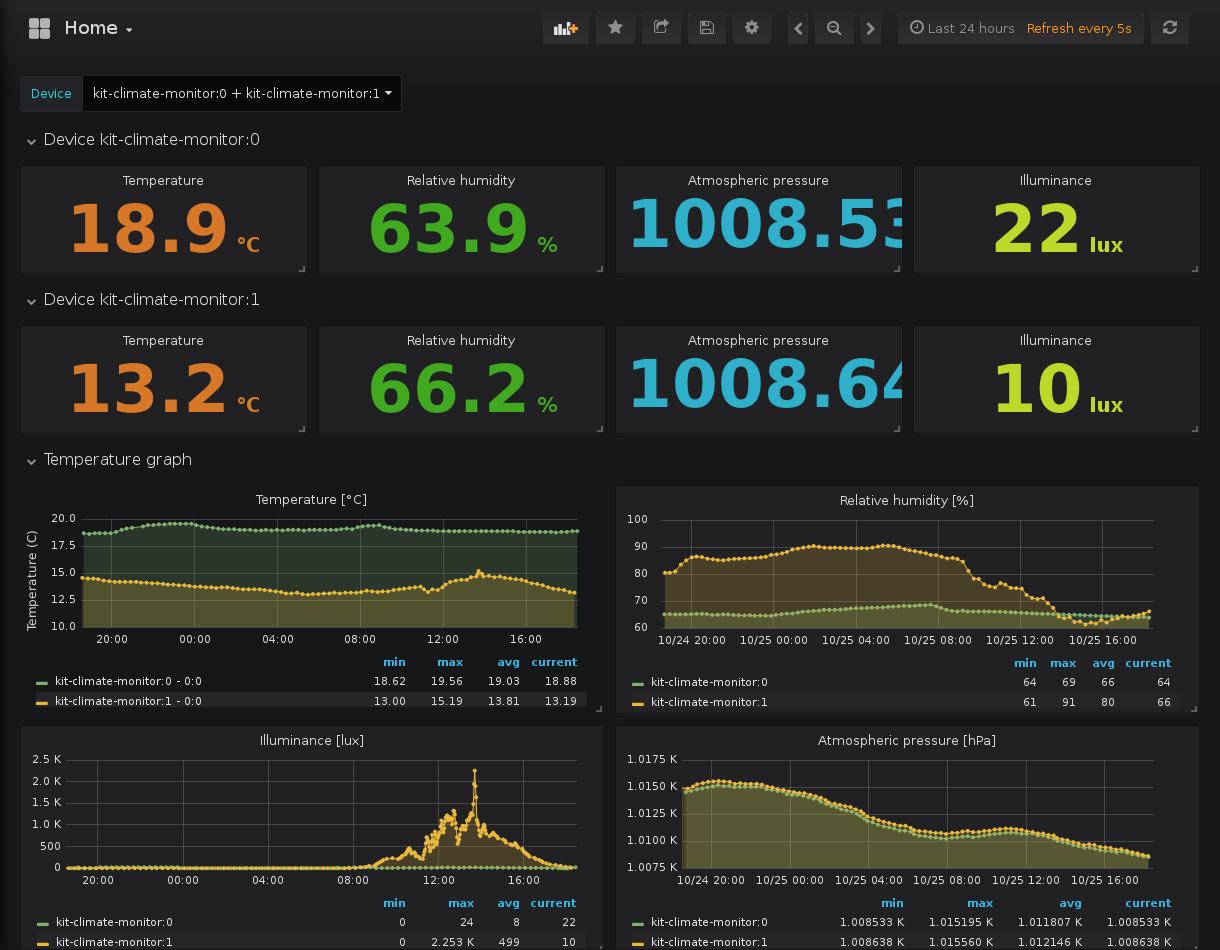 Home
Last 24 hours Refresh every 5s
Device kit-climate-monitor:0 + kit-climate-monitor:1
Device kit-climate-monitor:0
Temperature Relative humidity Atmospheric pressure Illuminance
18.9 °C 63.9 % 1008.53 22 lux
Device kit-climate-monitor:1
Temperature Relative humidity Atmospheric pressure Illuminance
13.2 °C 66.2 % 1008.64 10 lux
Temperature graph
Temperature [°C]
Temperature (C)
20.0
17.5
15.0
12.5
10.0
20:00 00:00 04:00 08:00 12:00 16:00
min max avg current
kit-climate-monitor:0 - 0:0 18.62 19.56 19.03 18.88
kit-climate-monitor:1 - 0:0 13.00 15.19 13.81 13.19
Relative humidity [%]
100
90
80
70
60
10/24 20:00 10/25 00:00 10/25 04:00 10/25 08:00 10/25 12:00 10/25 16:00
min max avg current
kit-climate-monitor:0 64 69 66 64
kit-climate-monitor:1 61 91 80 66
Illuminance [lux]
2.5 K
2.0 K
1.5 K
1.0 K
500
0
20:00 00:00 04:00 08:00 12:00 16:00
min max avg current
kit-climate-monitor:0 0 24 8 22
kit-climate-monitor:1 0 2.253 K 499 10
Atmospheric pressure [hPa]
1.0175 K
1.0150 K
1.0125 K
1.0100 K
1.0075 K
10/24 20:00 10/25 00:00 10/25 04:00 10/25 08:00 10/25 12:00 10/25 16:00
min max avg current
kit-climate-monitor:0 1.008533 K 1.015195 K 1.011807 K 1.008533 K
kit-climate-monitor:1 1.008638 K 1.015560 K 1.012146 K 1.008638 K